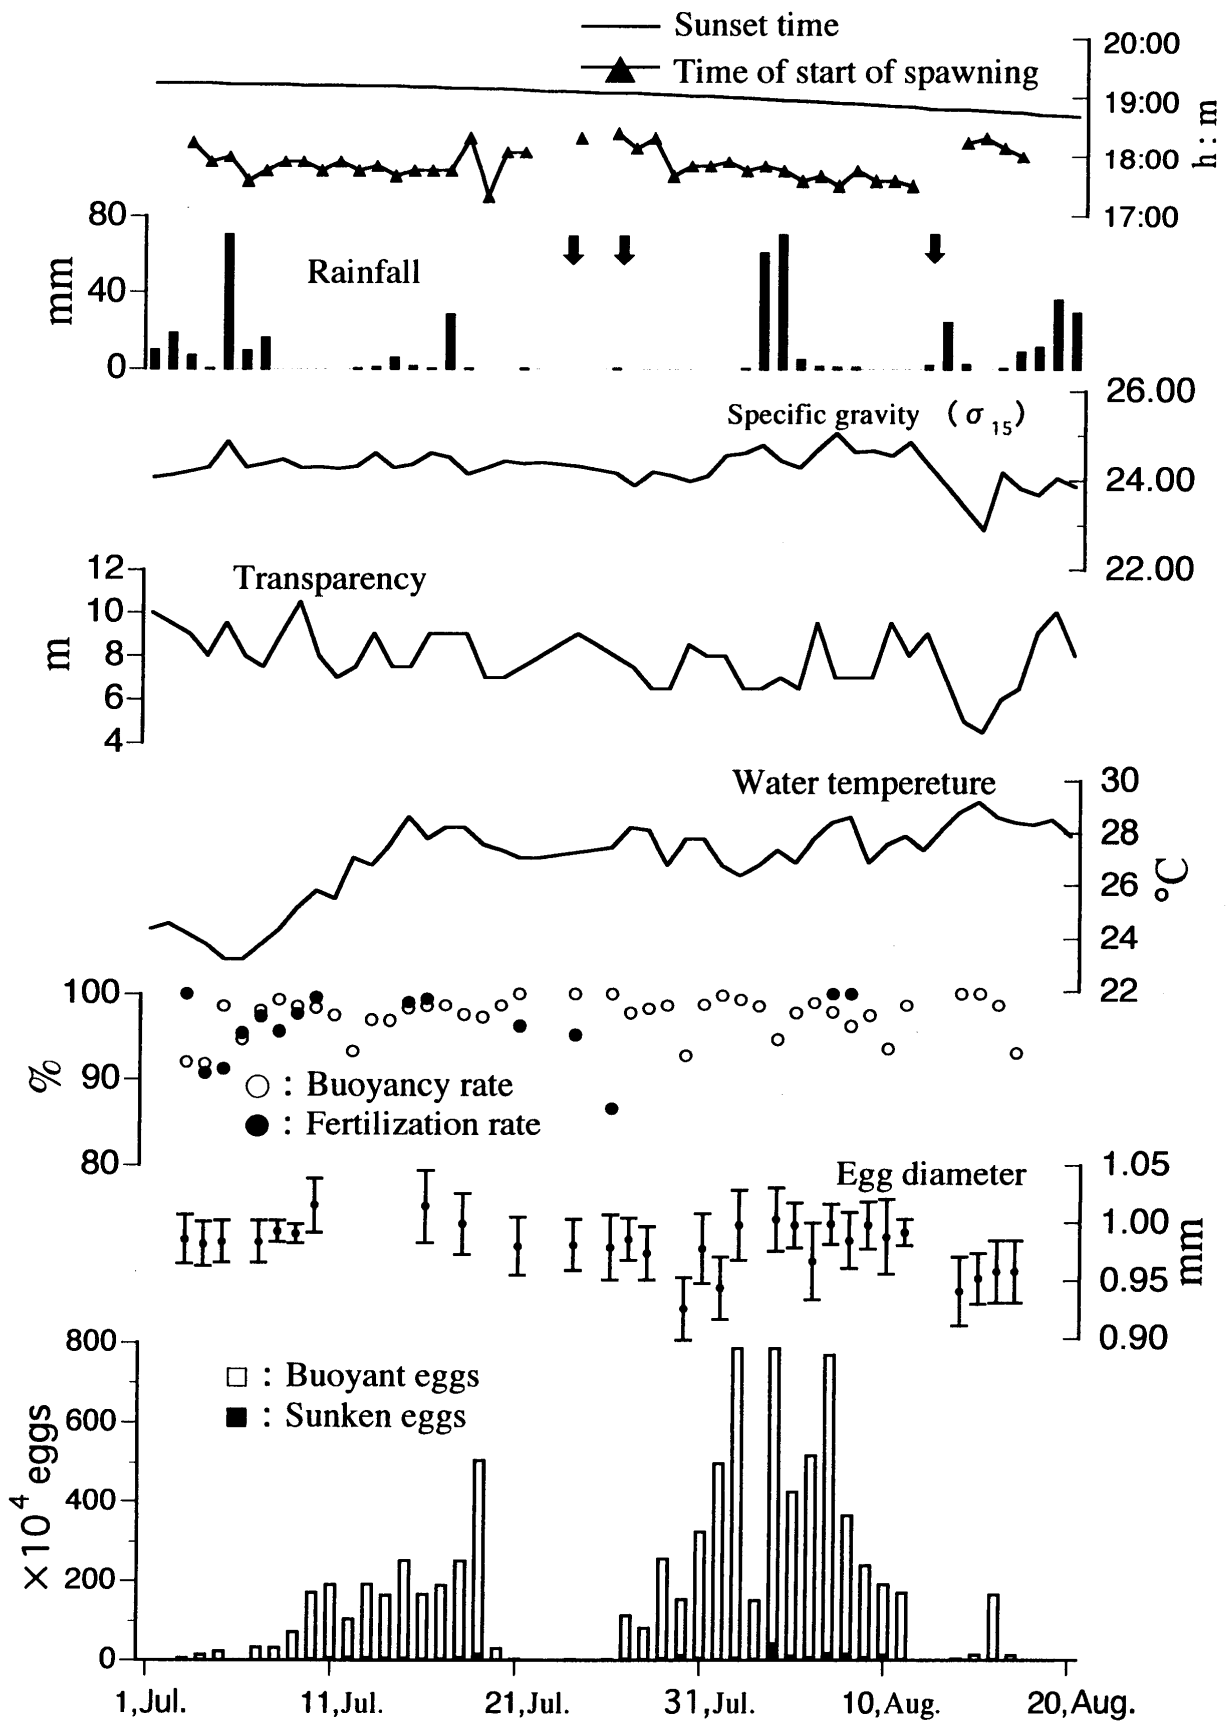 Sunset time
Time of start of spawning
20:00
19:00
18:00
17:00
h:m
80
40
0
mm
Rainfall
Specific gravity (σ15)
26.00
24.00
22.00
Transparency
12
10
8
6
4
m
Water tempereture
30
28
26
24
22
°C
100
90
80
%
○ : Buoyancy rate
● : Fertilization rate
Egg diameter
1.05
1.00
0.95
0.90
mm
800
600
400
200
0
×10⁴ eggs
□ : Buoyant eggs
■ : Sunken eggs
1,Jul. 11,Jul. 21,Jul. 31,Jul. 10,Aug. 20,Aug.